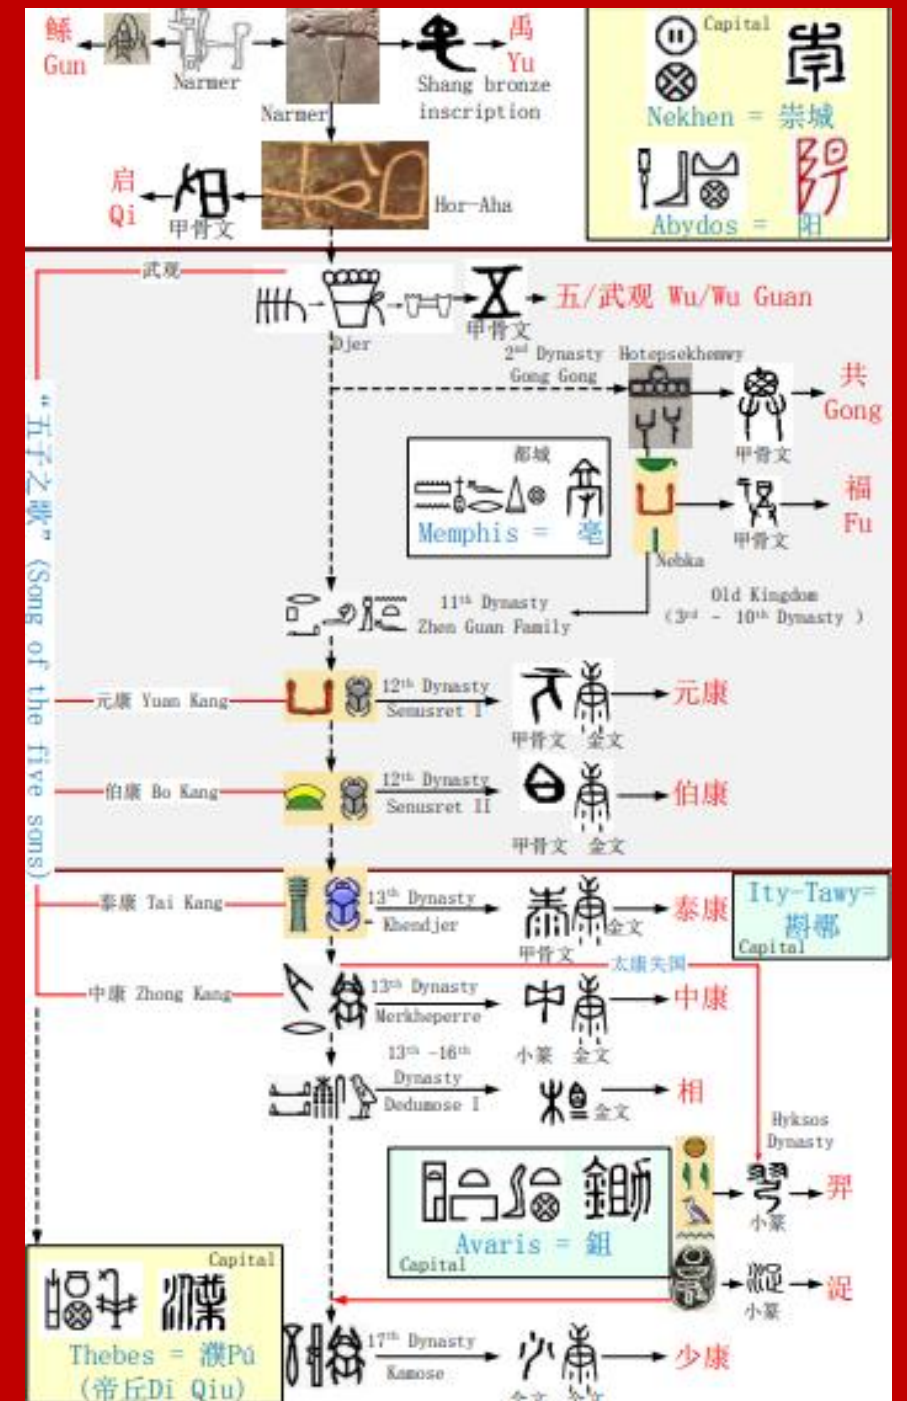 鲧
Gun
Narmer
Narmer
Shang bronze
inscription
禹
Yu
Capital
Nekhen = 崇城
Abydos = 阳
启
Qi
甲骨文
Hor-Aha
武观
Djer
甲骨文
五/武观 Wu/Wu Guan
2nd Dynasty
Gong Gong
Hotepsekhemwy
甲骨文
共
Gong
都城
Memphis = 亳
甲骨文
福
Fu
Nebka
Old Kingdom
(3rd - 10th Dynasty )
11th Dynasty
Zhen Guan Family
"五子之歌" (Song of the five sons)
元康 Yuan Kang
12th Dynasty
Senusret I
甲骨文 金文
元康
伯康 Bo Kang
12th Dynasty
Senusret II
甲骨文 金文
伯康
泰康 Tai Kang
13th Dynasty
Khendjer
甲骨文
金文
泰康
Ity-Tawy=
斟鄩
Capital
太康失国
中康 Zhong Kang
13th Dynasty
Merkheperre
小篆 金文
中康
13th -16th
Dynasty
Dedumose I
金文
相
Hyksos
Dynasty
小篆
羿
Avaris = 鉏
Capital
小篆
浞
Capital
Thebes = 濮Pú
(帝丘Di Qiu)
17th Dynasty
Kamose
金文 金文
少康